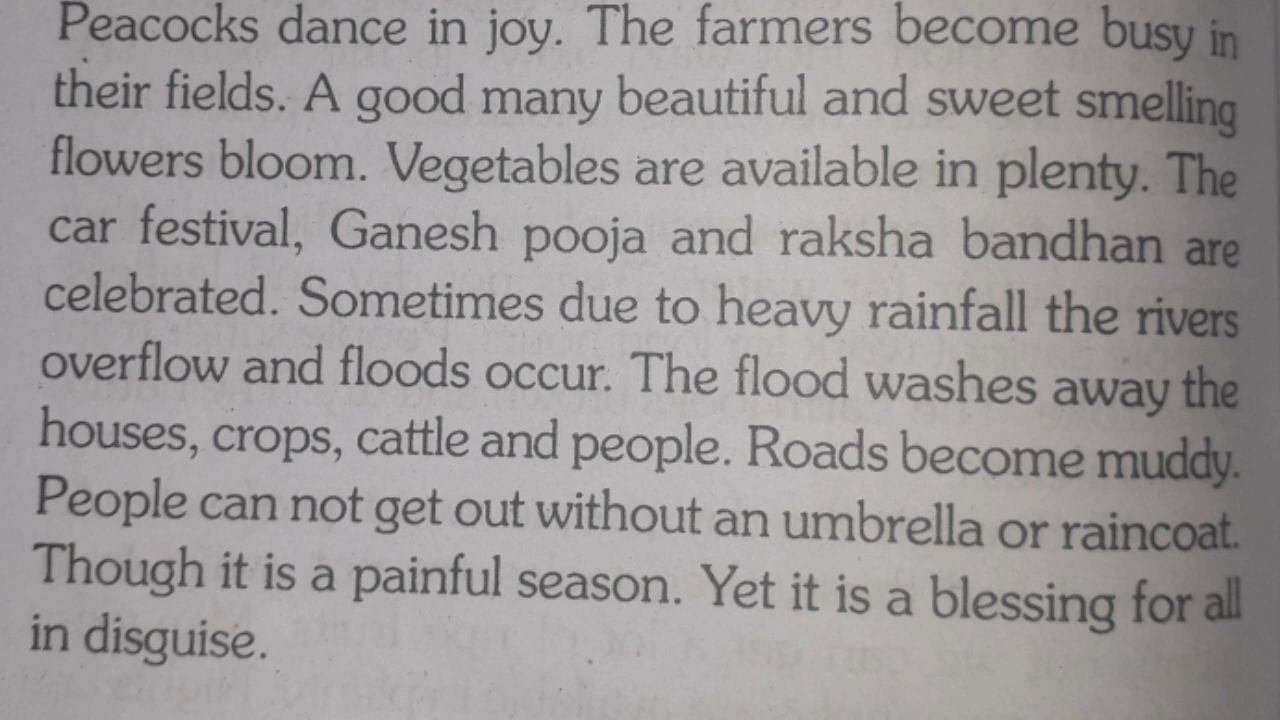 Peacocks dance in joy. The farmers become busy in
their fields. A good many beautiful and sweet smelling
flowers bloom. Vegetables are available in plenty. The
car festival, Ganesh pooja and raksha bandhan are
celebrated. Sometimes due to heavy rainfall the rivers
overflow and floods occur. The flood washes away the
houses, crops, cattle and people. Roads become muddy.
People can not get out without an umbrella or raincoat.
Though it is a painful season. Yet it is a blessing for all
in disguise.